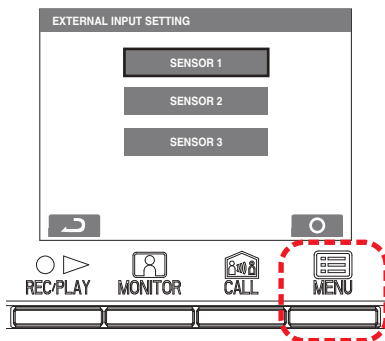 EXTERNAL INPUT SETTING
SENSOR 1
SENSOR 2
SENSOR 3
REC/PLAY MONITOR CALL MENU